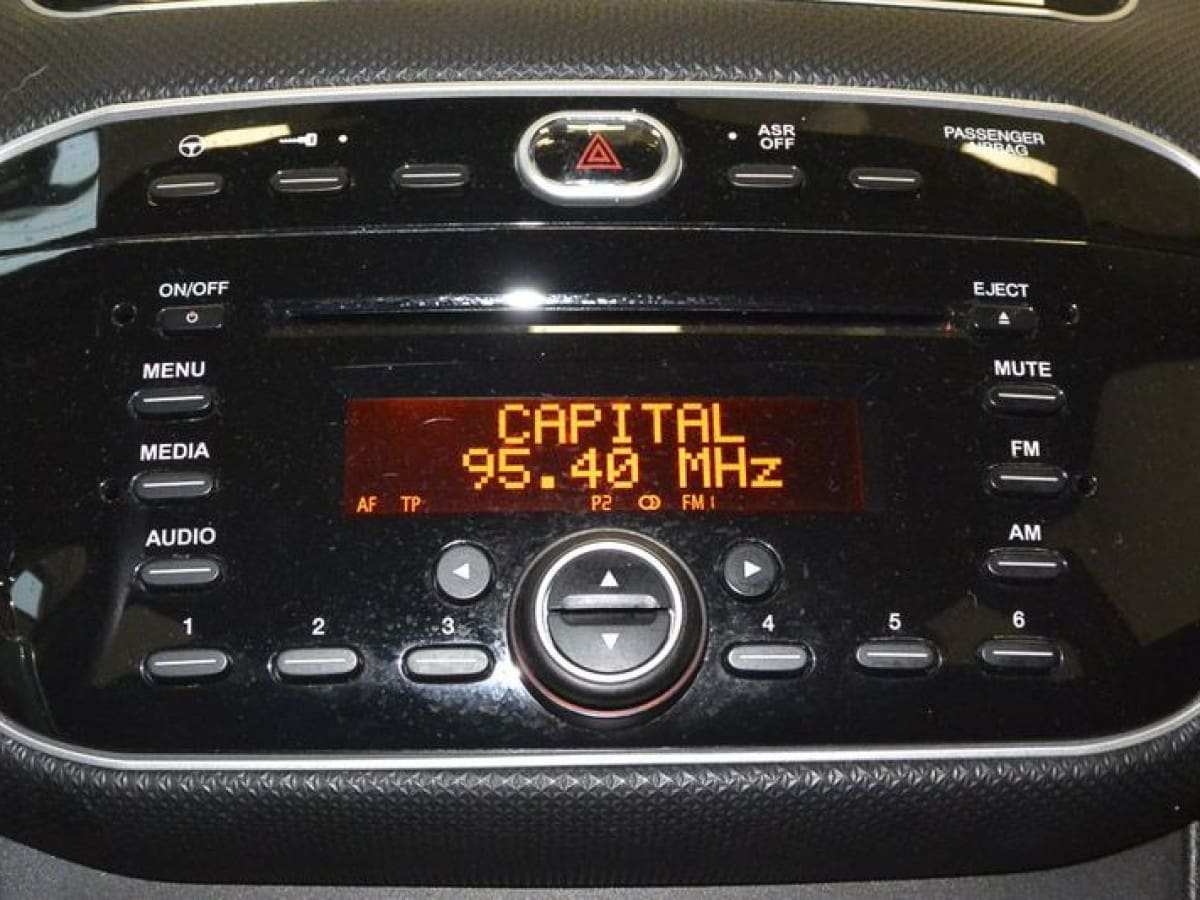 ASR
OFF
PASSENGER
AIRBAG
ON/OFF
EJECT
MENU
MUTE
CAPITAL
95.40 MHz
MEDIA
FM
AF TP P2 FM1
AUDIO
AM
1 2 3 4 5 6